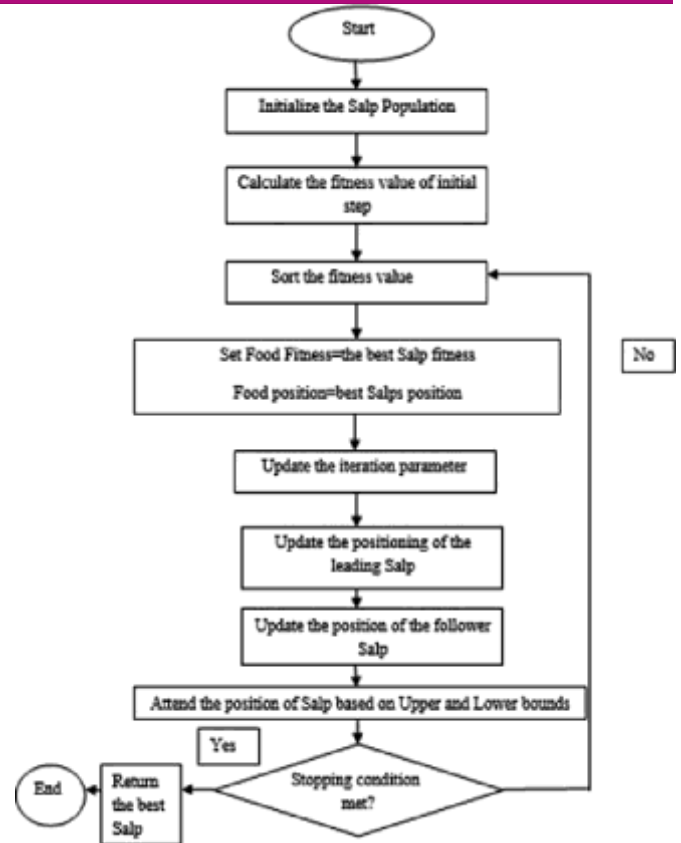 Start
Initialize the Salp Population
Calculate the fitness value of initial
step
Sort the fitness value
Set Food Fitness=the best Salp fitness
Food position=best Salps position
No
Update the iteration parameter
Update the positioning of the
leading Salp
Update the position of the follower
Salp
Attend the position of Salp based on Upper and Lower bounds
Yes
Stopping condition
met?
Return
the best
Salp
End